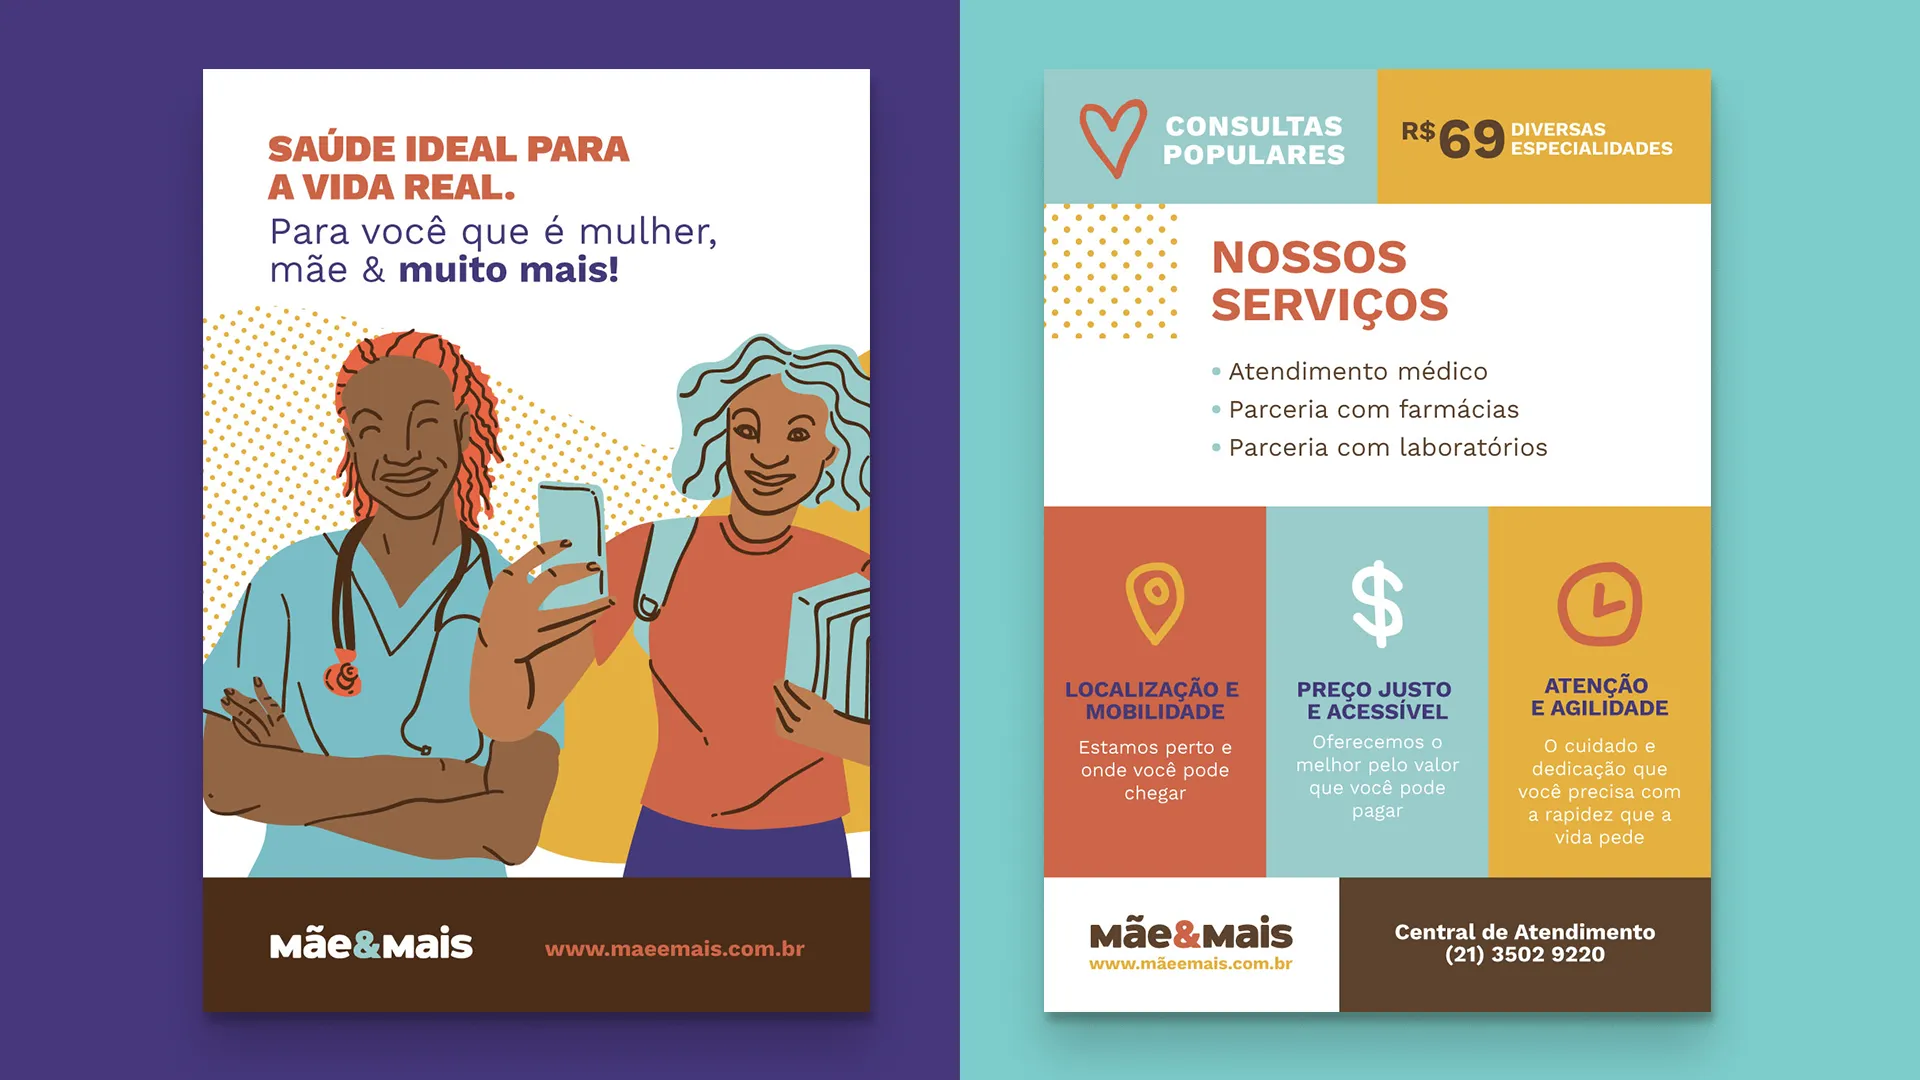 SAÚDE IDEAL PARA
A VIDA REAL.
Para você que é mulher,
mãe & muito mais!
mãe&mais
www.maeemais.com.br
CONSULTAS
POPULARES
R$69 DIVERSAS
ESPECIALIDADES
NOSSOS
SERVIÇOS
• Atendimento médico
• Parceria com farmácias
• Parceria com laboratórios
LOCALIZAÇÃO E
MOBILIDADE
Estamos perto e
onde você pode
chegar
PREÇO JUSTO
E ACESSÍVEL
Oferecemos o
melhor pelo valor
que você pode
pagar
ATENÇÃO
E AGILIDADE
O cuidado e
dedicação que
você precisa com
a rapidez que a
vida pede
mãe&mais
www.mãeemais.com.br
Central de Atendimento
(21) 3502 9220